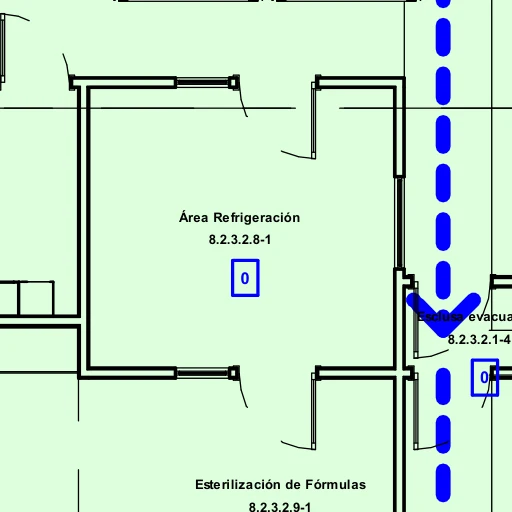 Área Refrigeración
8.2.3.2.8-1
0
Esclusa evacua
8.2.3.2.1-4
0
Esterilización de Fórmulas
8.2.3.2.9-1